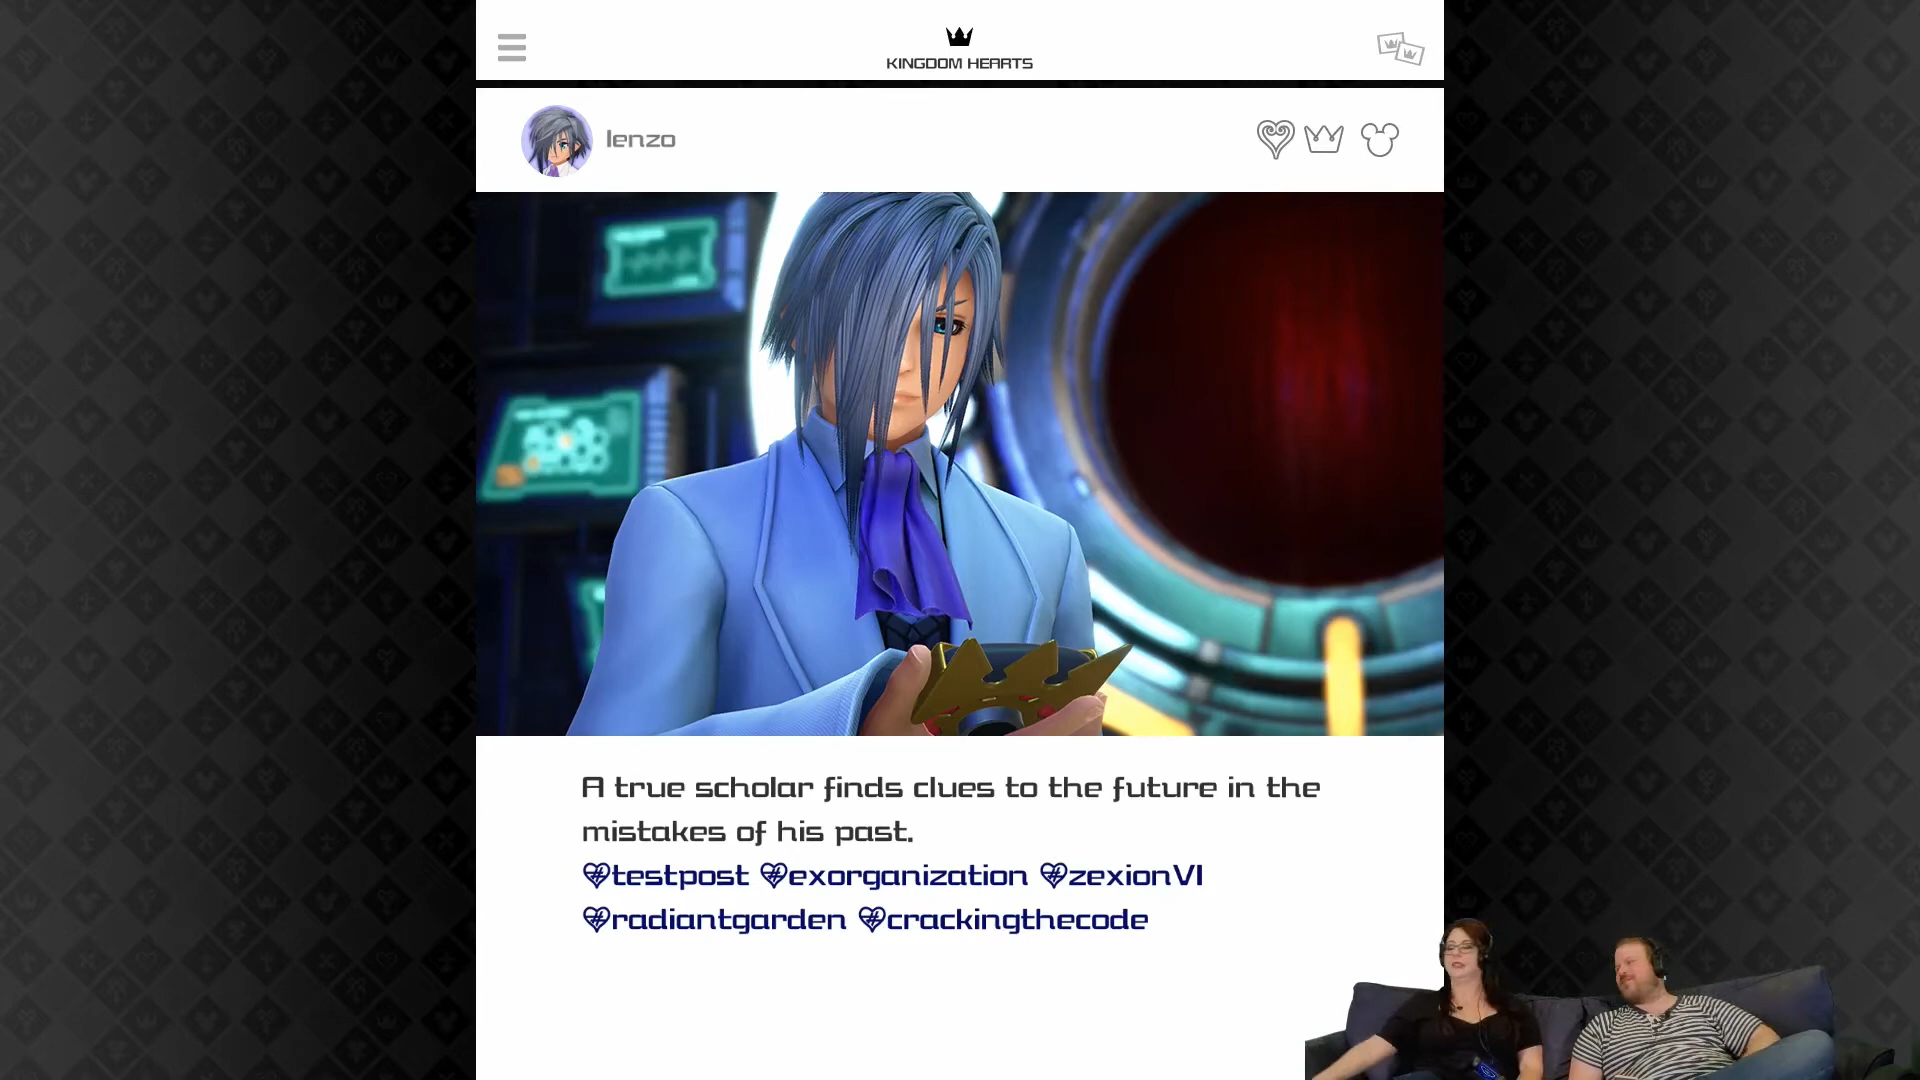 KINGDOM HEARTS
Ienzo
A true scholar finds clues to the future in the
mistakes of his past.
#testpost #exorganization #zexionVI
#radiantgarden #crackingthecode